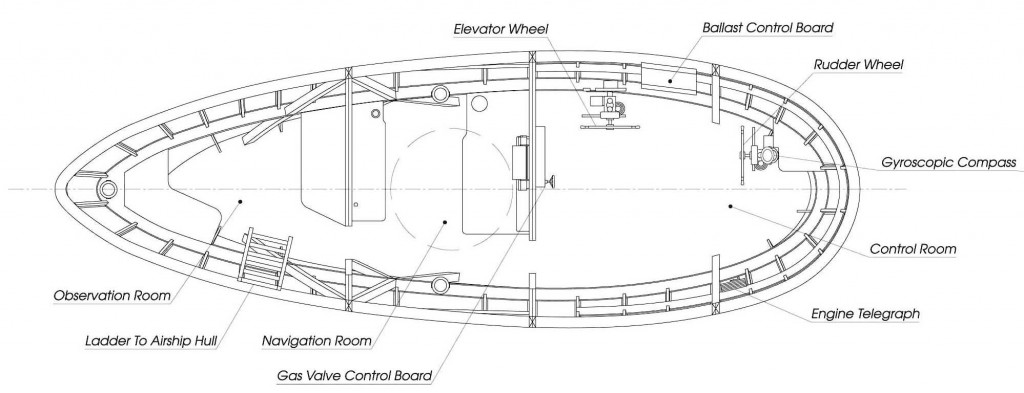 Elevator Wheel
Ballast Control Board
Rudder Wheel
Gyroscopic Compass
Control Room
Observation Room
Engine Telegraph
Ladder To Airship Hull
Navigation Room
Gas Valve Control Board